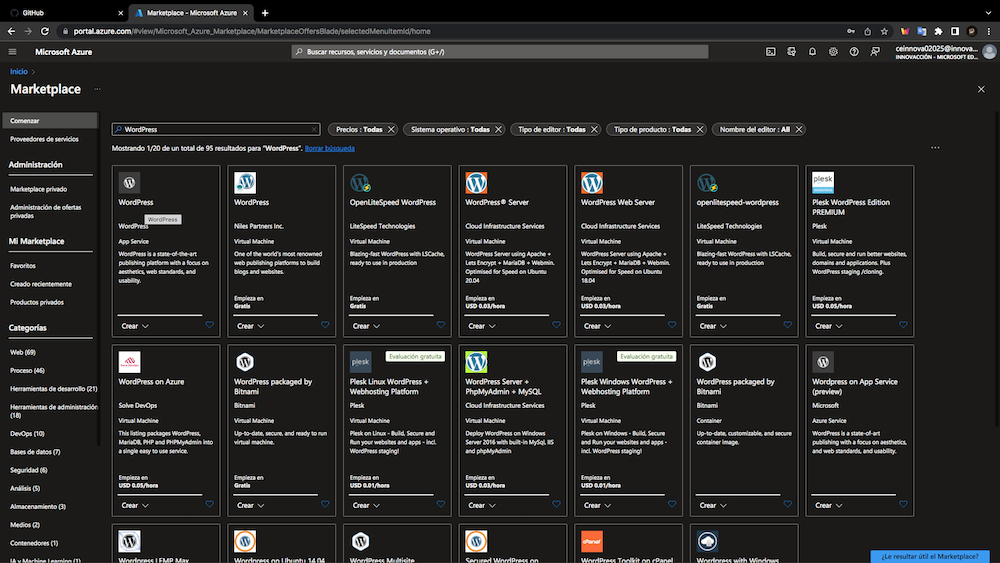 GitHub
Marketplace - Microsoft Azure
portal.azure.com/#view/Microsoft_Azure_Marketplace/MarketplaceOffersBlade/selectedMenuItemId/home
Microsoft Azure
Buscar recursos, servicios y documentos (G+/)
ceinnova02025@innova...
INNOVACCIÓN - MICROSOFT ED...
Inicio >
Marketplace ...
Comenzar
Proveedores de servicios
Administración
Marketplace privado
Administración de ofertas
privadas
Mi Marketplace
Favoritos
Creado recientemente
Productos privados
Categorías
Web (69)
Proceso (46)
Herramientas de desarrollo (21)
Herramientas de administración
(18)
DevOps (10)
Bases de datos (7)
Seguridad (6)
Análisis (5)
Almacenamiento (3)
Medios (2)
Contenedores (1)
IA y Machine Learning (1)
WordPress
Precios : Todas
Sistema operativo : Todas
Tipo de editor : Todas
Tipo de producto : Todas
Nombre del editor : All
Mostrando 1/20 de un total de 95 resultados para "WordPress". Borrar búsqueda
WordPress
WordPress
WordPress
App Service
WordPress is a state-of-the-art
publishing platform with a focus on
aesthetics, web standards, and
usability.
Crear
WordPress
Niles Partners Inc.
Virtual Machine
One of the world's most renowned
web publishing platforms to build
blogs and websites.
Empieza en
Gratis
Crear
OpenLiteSpeed WordPress
LiteSpeed Technologies
Virtual Machine
Blazing-fast WordPress with LSCache,
ready to use in production
Empieza en
Gratis
Crear
WordPress® Server
Cloud Infrastructure Services
Virtual Machine
WordPress Server using Apache +
Lets Encrypt + MariaDB + Webmin.
Optimised for Speed on Ubuntu
20.04
Empieza en
USD 0.03/hora
Crear
WordPress Web Server
Cloud Infrastructure Services
Virtual Machine
WordPress Server using Apache +
Lets Encrypt + MariaDB + Webmin.
Optimised for Speed on Ubuntu
18.04
Empieza en
USD 0.03/hora
Crear
openlitespeed-wordpress
LiteSpeed Technologies
Virtual Machine
Blazing-fast WordPress with LSCache,
ready to use in production
Empieza en
Gratis
Crear
plesk
Plesk WordPress Edition
PREMIUM
Plesk
Virtual Machine
Build, secure and run better websites,
domains and applications. Plus
WordPress staging /cloning.
Empieza en
USD 0.05/hora
Crear
WordPress on Azure
Solve DevOps
Virtual Machine
This listing packages WordPress,
MariaDB, PHP and PHPMyAdmin into
a single easy to use service.
Empieza en
USD 0.05/hora
Crear
WordPress packaged by
Bitnami
Bitnami
Virtual Machine
Up-to-date, secure, and ready to run
virtual machine.
Empieza en
Gratis
Crear
plesk
Evaluación gratuita
Plesk Linux WordPress +
Webhosting Platform
Plesk
Virtual Machine
Plesk on Linux - Build, Secure and
Run your websites and apps - incl.
WordPress staging!
Empieza en
USD 0.01/hora
Crear
WordPress Server +
PhpMyAdmin + MySQL
Cloud Infrastructure Services
Virtual Machine
Deploy WordPress on Windows
Server 2016 with built-in MySql, IIS
and phpMyAdmin
Empieza en
USD 0.03/hora
Crear
plesk
Evaluación gratuita
Plesk Windows WordPress +
Webhosting Platform
Plesk
Virtual Machine
Plesk on Windows - Build, Secure
and Run your websites and apps -
incl. WordPress staging!
Empieza en
USD 0.01/hora
Crear
WordPress packaged by
Bitnami
Bitnami
Container
Up-to-date, customizable, and secure
container image.
Crear
Wordpress on App Service
(preview)
Microsoft
Azure Service
WordPress is a state-of-art
publishing with a focus on aesthetics,
and web standards, and usability.
Crear
Wordpress LEMP Max
Wordpress on Ubuntu 14.04
WordPress Multisite
Secured WordPress on
cPanel
Wordpress Toolkit on cPanel
Wordpress with Windows
¿Le resultar útil el Marketplace?